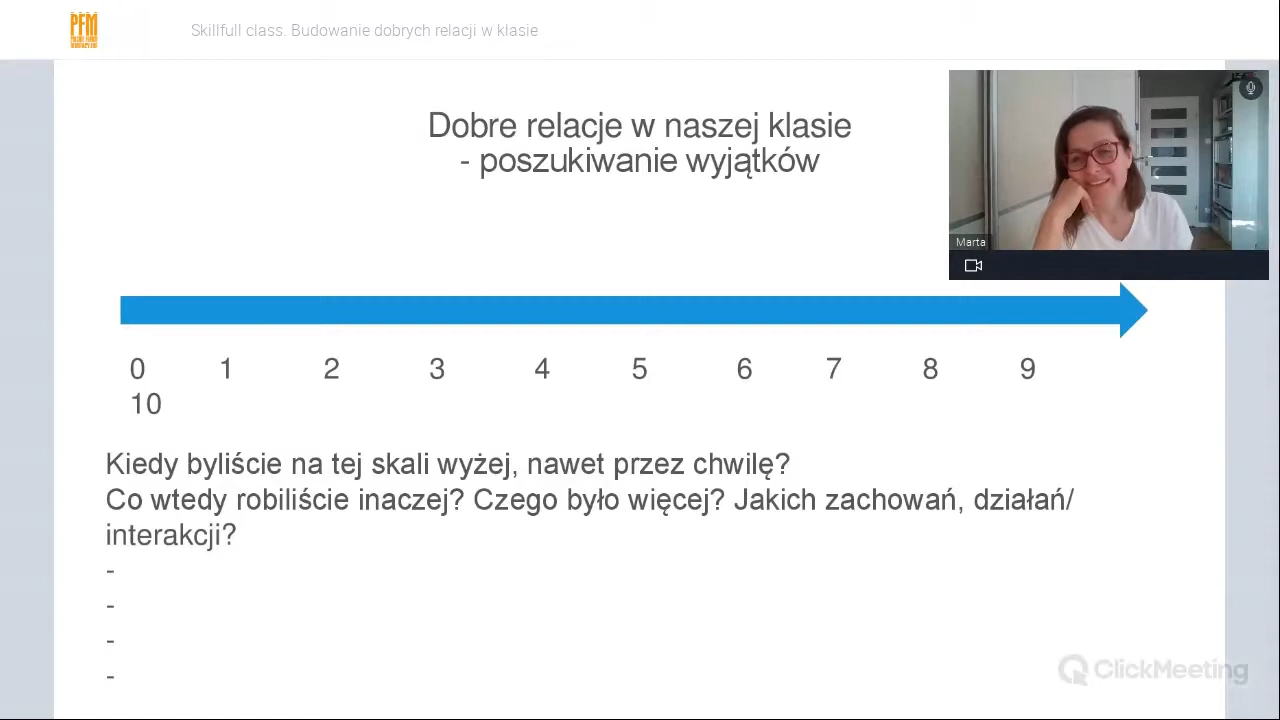 PFM
Skillfull class. Budowanie dobrych relacji w klasie
Dobre relacje w naszej klasie
- poszukiwanie wyjątków
Marta
0 1 2 3 4 5 6 7 8 9
10
Kiedy byliście na tej skali wyżej, nawet przez chwilę?
Co wtedy robiliście inaczej? Czego było więcej? Jakich zachowań, działań/
interakcji?
-
-
-
-
ClickMeeting